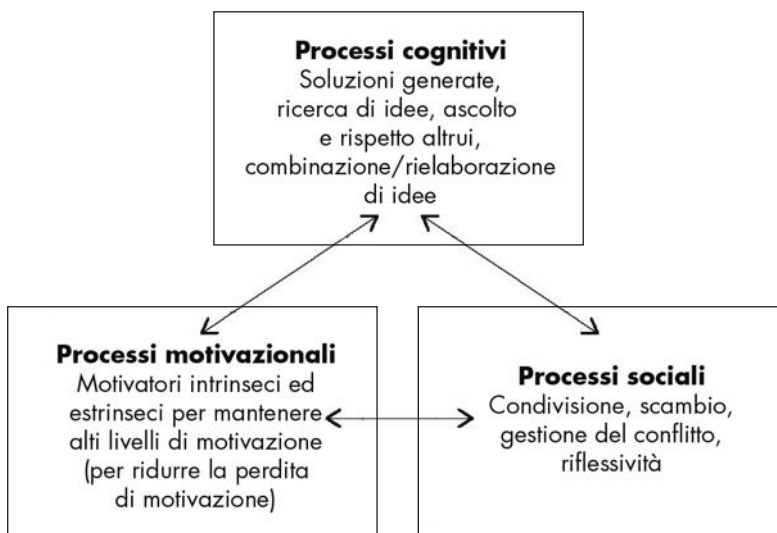 Processi cognitivi
Soluzioni generate,
ricerca di idee, ascolto
e rispetto altrui,
combinazione/rielaborazione
di idee
Processi motivazionali
Motivatori intrinseci ed
estrinseci per mantenere
alti livelli di motivazione
(per ridurre la perdita
di motivazione)
Processi sociali
Condivisione, scambio,
gestione del conflitto,
riflessività